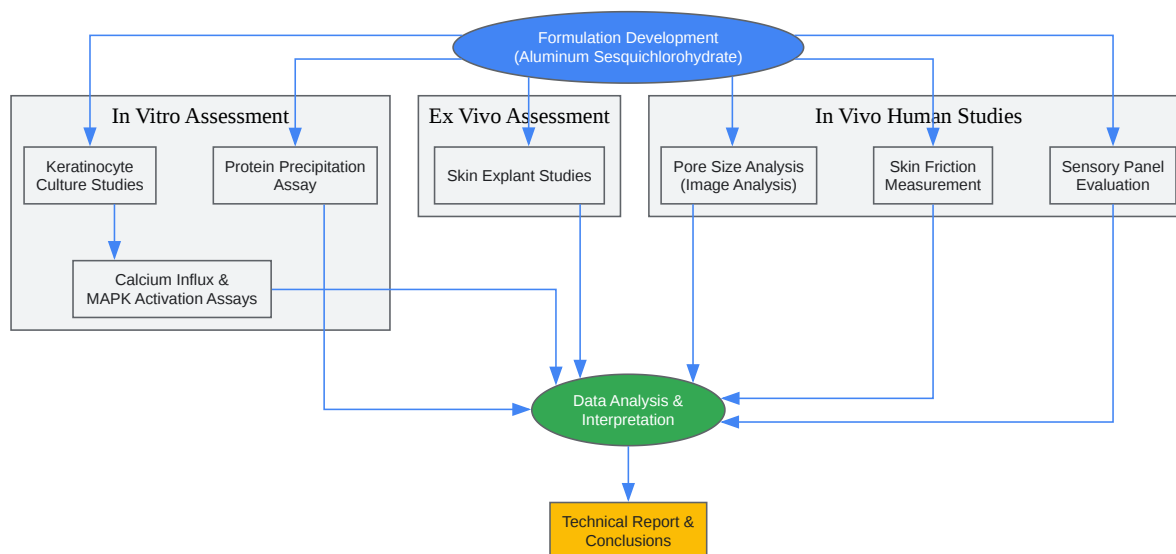 Formulation Development
(Aluminum Sesquichlorohydrate)
In Vitro Assessment
Ex Vivo Assessment
In Vivo Human Studies
Keratinocyte
Culture Studies
Protein Precipitation
Assay
Skin Explant Studies
Pore Size Analysis
(Image Analysis)
Skin Friction
Measurement
Sensory Panel
Evaluation
Calcium Influx &
MAPK Activation Assays
Data Analysis &
Interpretation
Technical Report &
Conclusions